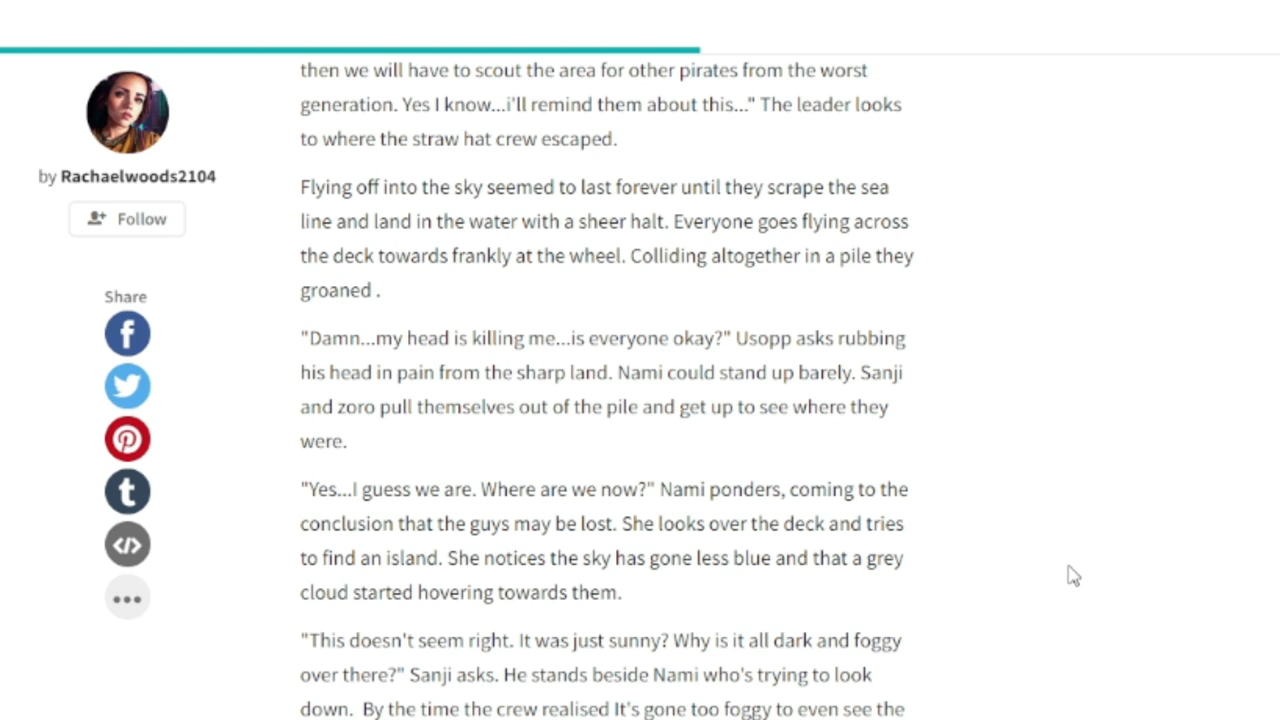 then we will have to scout the area for other pirates from the worst
generation. Yes I know...i'll remind them about this..." The leader looks
to where the straw hat crew escaped.
by Rachaelwoods2104
Follow
Share
Flying off into the sky seemed to last forever until they scrape the sea
line and land in the water with a sheer halt. Everyone goes flying across
the deck towards frankly at the wheel. Colliding altogether in a pile they
groaned .
"Damn...my head is killing me...is everyone okay?" Usopp asks rubbing
his head in pain from the sharp land. Nami could stand up barely. Sanji
and zoro pull themselves out of the pile and get up to see where they
were.
"Yes...I guess we are. Where are we now?" Nami ponders, coming to the
conclusion that the guys may be lost. She looks over the deck and tries
to find an island. She notices the sky has gone less blue and that a grey
cloud started hovering towards them.
"This doesn't seem right. It was just sunny? Why is it all dark and foggy
over there?" Sanji asks. He stands beside Nami who's trying to look
down. By the time the crew realised It's gone too foggy to even see the